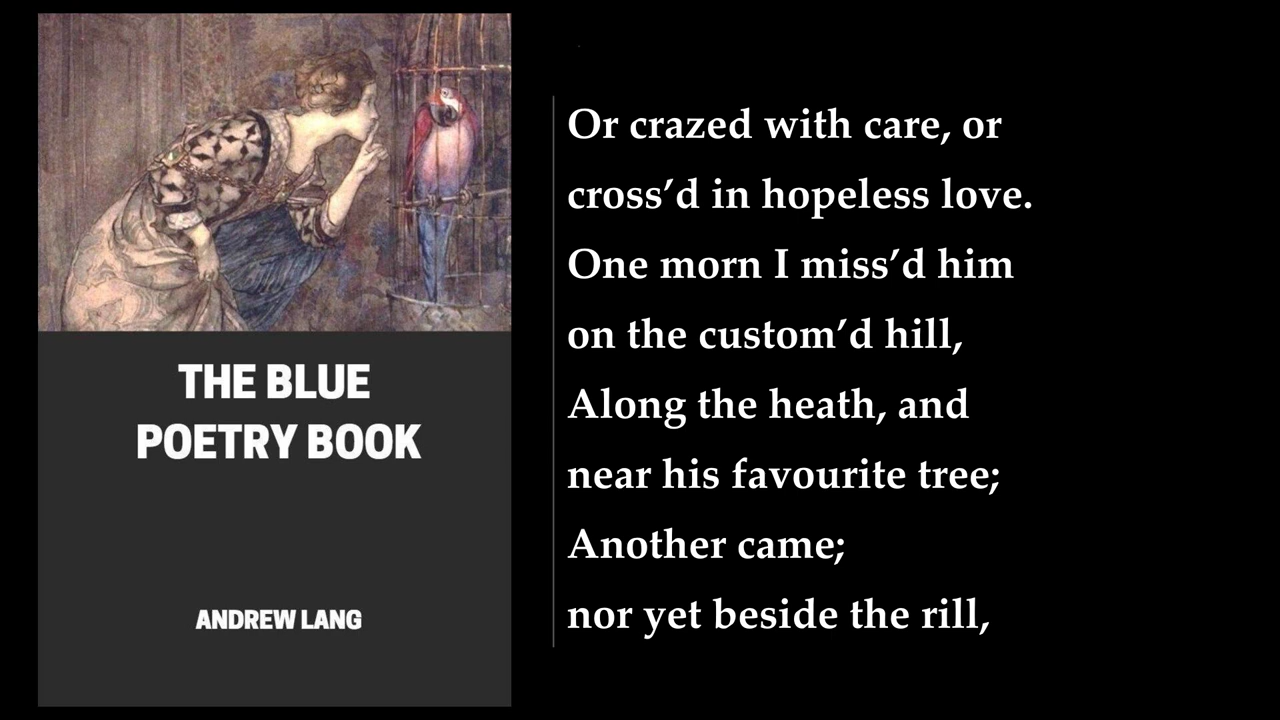 THE BLUE
POETRY BOOK
ANDREW LANG
Or crazed with care, or
cross’d in hopeless love.
One morn I miss’d him
on the custom’d hill,
Along the heath, and
near his favourite tree;
Another came;
nor yet beside the rill,